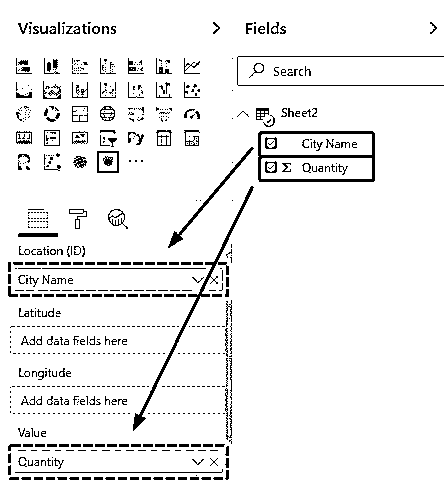 Visualizations
Fields
Search
Sheet2
City Name
Σ Quantity
Py
R
Location (ID)
City Name
Latitude
Add data fields here
Longitude
Add data fields here
Value
Quantity